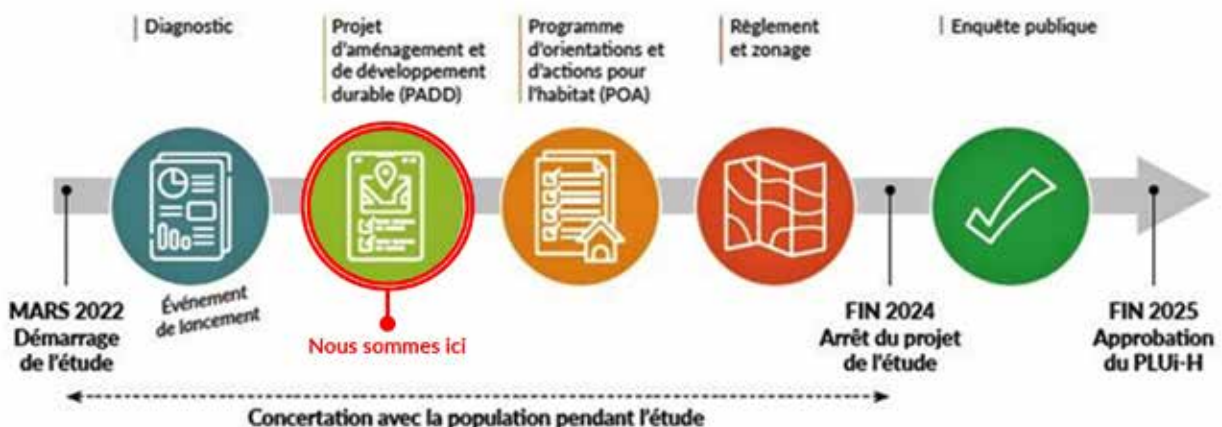 Diagnostic
Projet
d'aménagement et
de développement
durable (PADD)
Programme
d'orientations et
d'actions pour
l'habitat (POA)
Règlement
et zonage
Enquête publique
MARS 2022
Démarrage
de l'étude
Événement
de lancement
Nous sommes ici
FIN 2024
Arrêt du projet
de l'étude
FIN 2025
Approbation
du PLUi-H
Concertation avec la population pendant l'étude